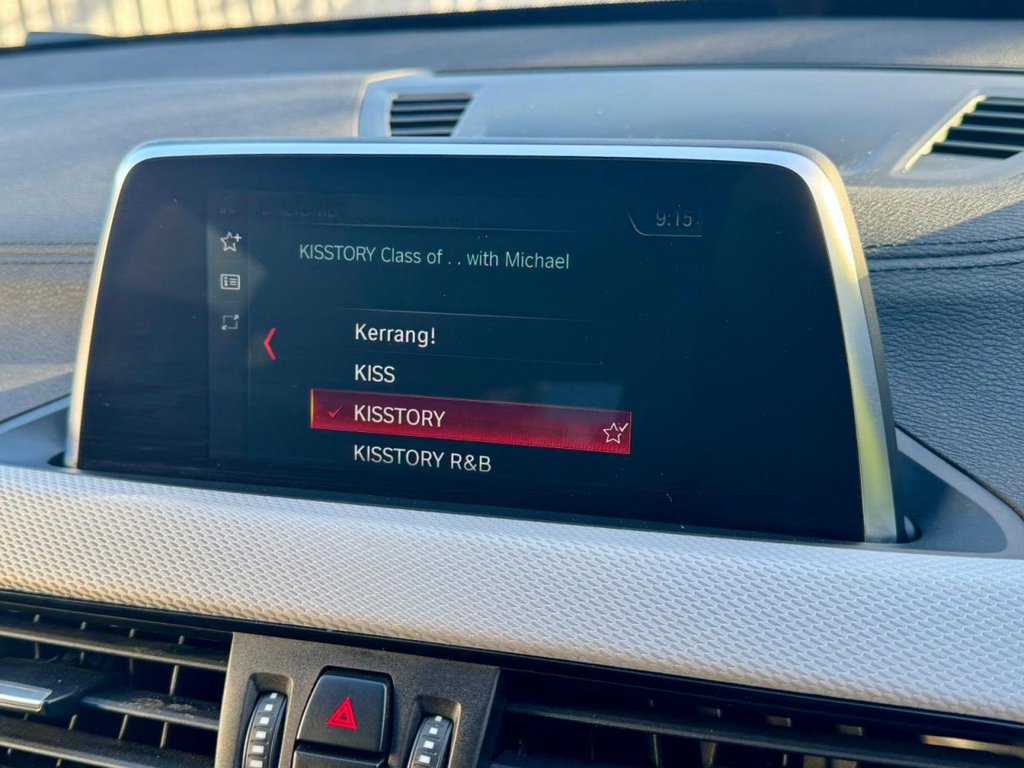 9:15
KISSTORY Class of . . with Michael
Kerrang!
KISS
KISSTORY
KISSTORY R&B